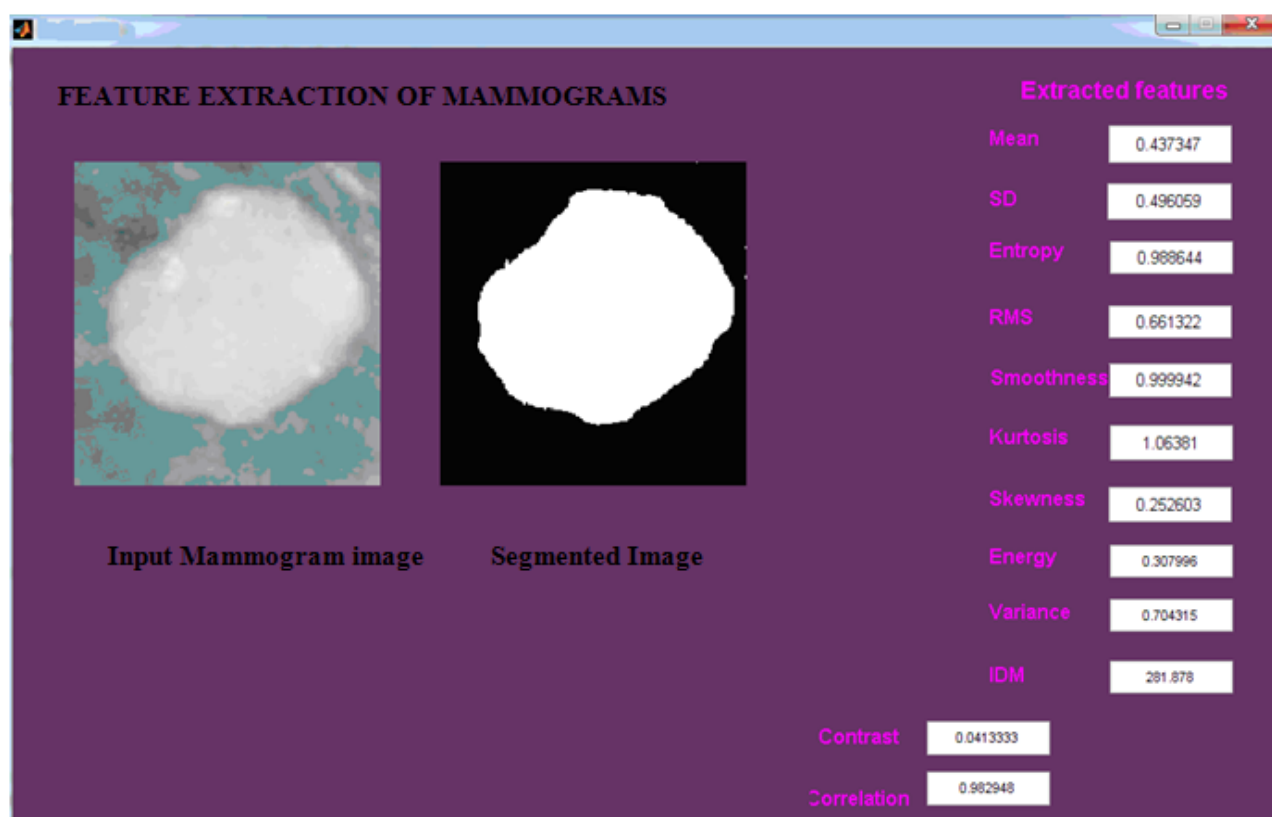 FEATURE EXTRACTION OF MAMMOGRAMS
Input Mammogram image
Segmented Image
Extracted features
Mean 0.437347
SD 0.496059
Entropy 0.988644
RMS 0.661322
Smoothness 0.999942
Kurtosis 1.06381
Skewness 0.252603
Energy 0.307996
Variance 0.704315
IDM 281.878
Contrast 0.0413333
Correlation 0.982948